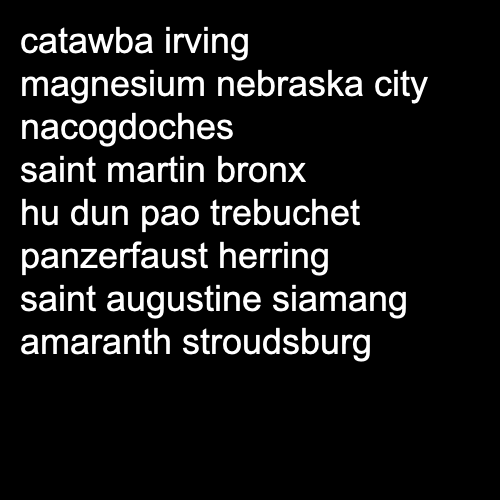 catawba irving
magnesium nebraska city
nacogdoches
saint martin bronx
hu dun pao trebuchet
panzerfaust herring
saint augustine siamang
amaranth stroudsburg